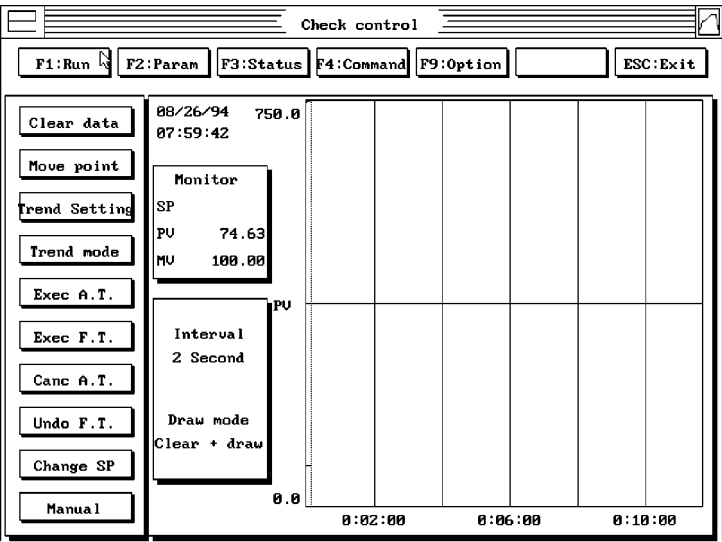 Check control
F1:Run F2:Param F3:Status F4:Command F9:Option ESC:Exit
Clear data
Move point
Trend Setting
Trend mode
Exec A.T.
Exec F.T.
Canc A.T.
Undo F.T.
Change SP
Manual
08/26/94
07:59:42
Monitor
SP
PV 74.63
MV 100.00
Interval
2 Second
Draw mode
Clear + draw
750.0
PV
0.0
0:02:00 0:06:00 0:10:00